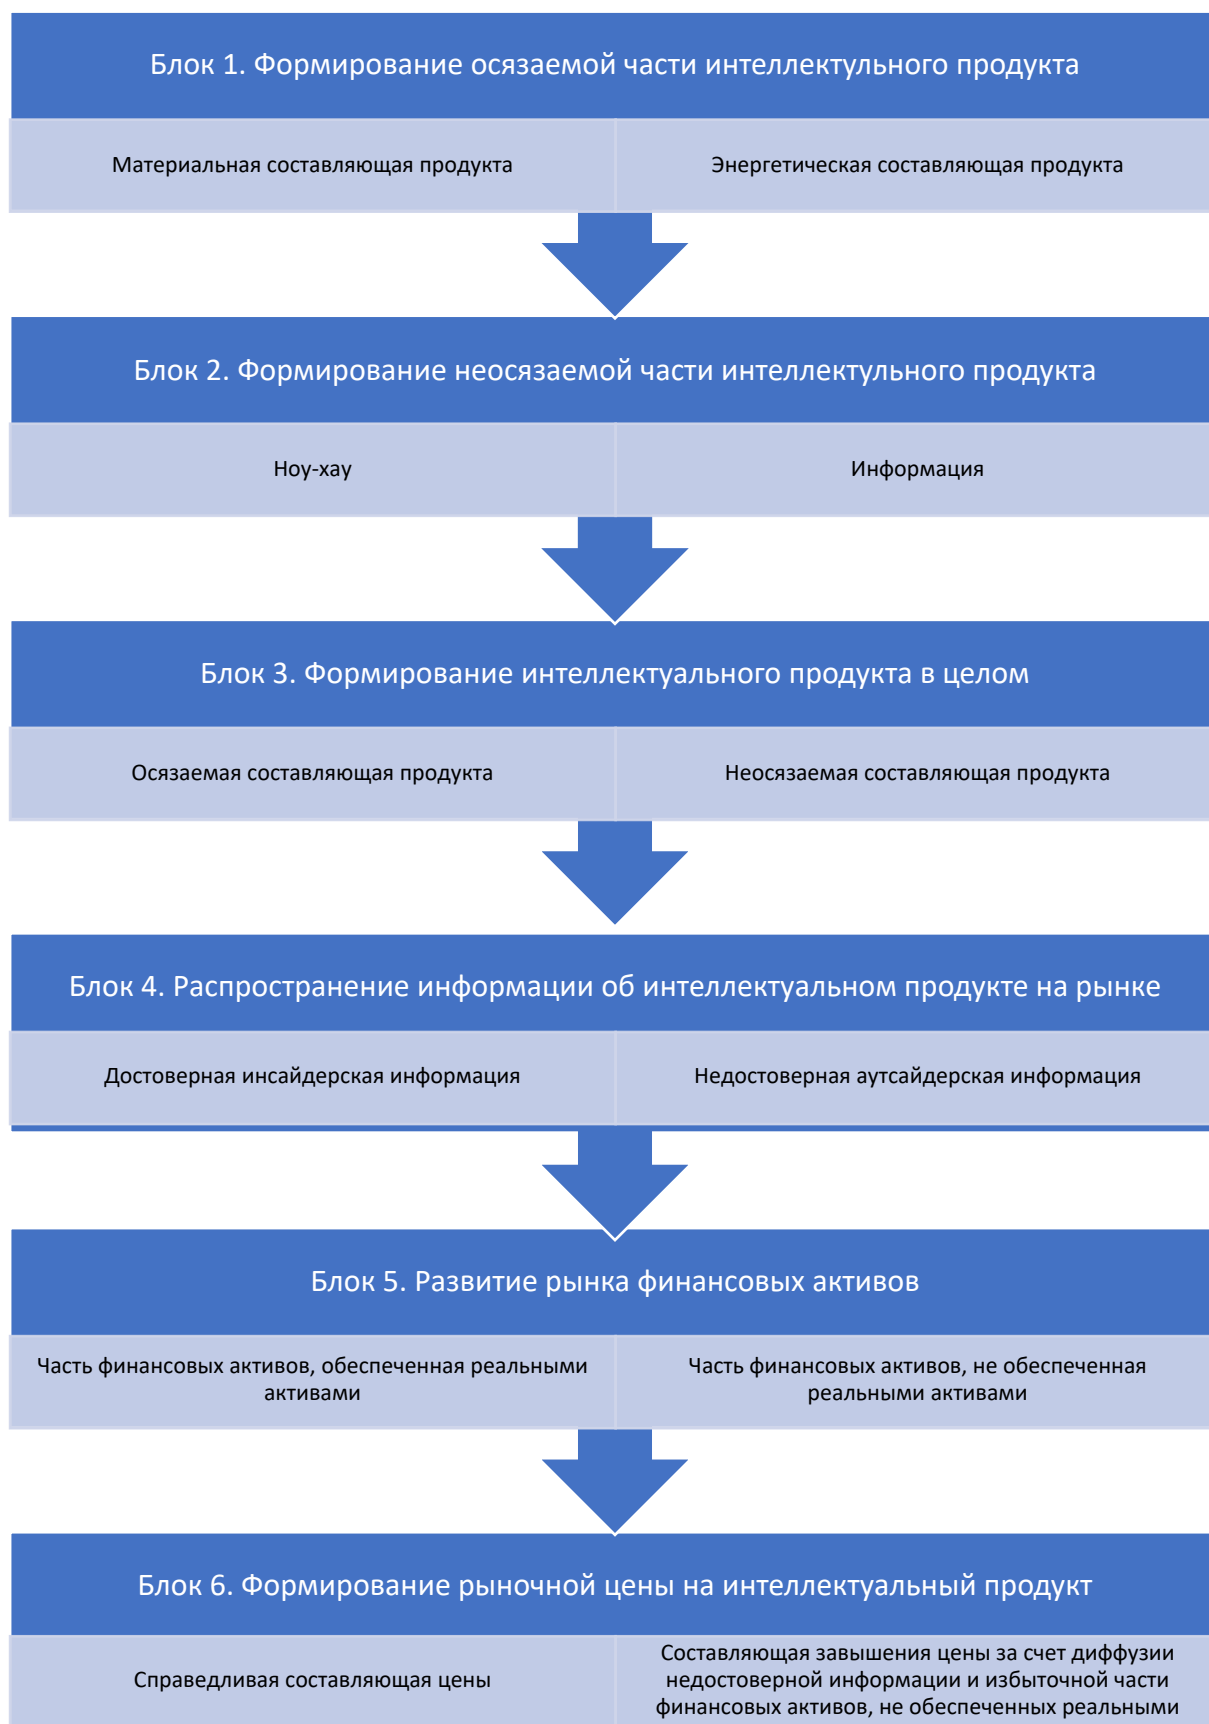 Блок 1. Формирование осязаемой части интеллектульного продукта
Материальная составляющая продукта
Энергетическая составляющая продукта
Блок 2. Формирование неосязаемой части интеллектульного продукта
Ноу-хау
Информация
Блок 3. Формирование интеллектуального продукта в целом
Осязаемая составляющая продукта
Неосязаемая составляющая продукта
Блок 4. Распространение информации об интеллектуальном продукте на рынке
Достоверная инсайдерская информация
Недостоверная аутсайдерская информация
Блок 5. Развитие рынка финансовых активов
Часть финансовых активов, обеспеченная реальными
активами
Часть финансовых активов, не обеспеченная
реальными активами
Блок 6. Формирование рыночной цены на интеллектуальный продукт
Справедливая составляющая цены
Составляющая завышения цены за счет диффузии
недостоверной информации и избыточной части
финансовых активов, не обеспеченных реальными